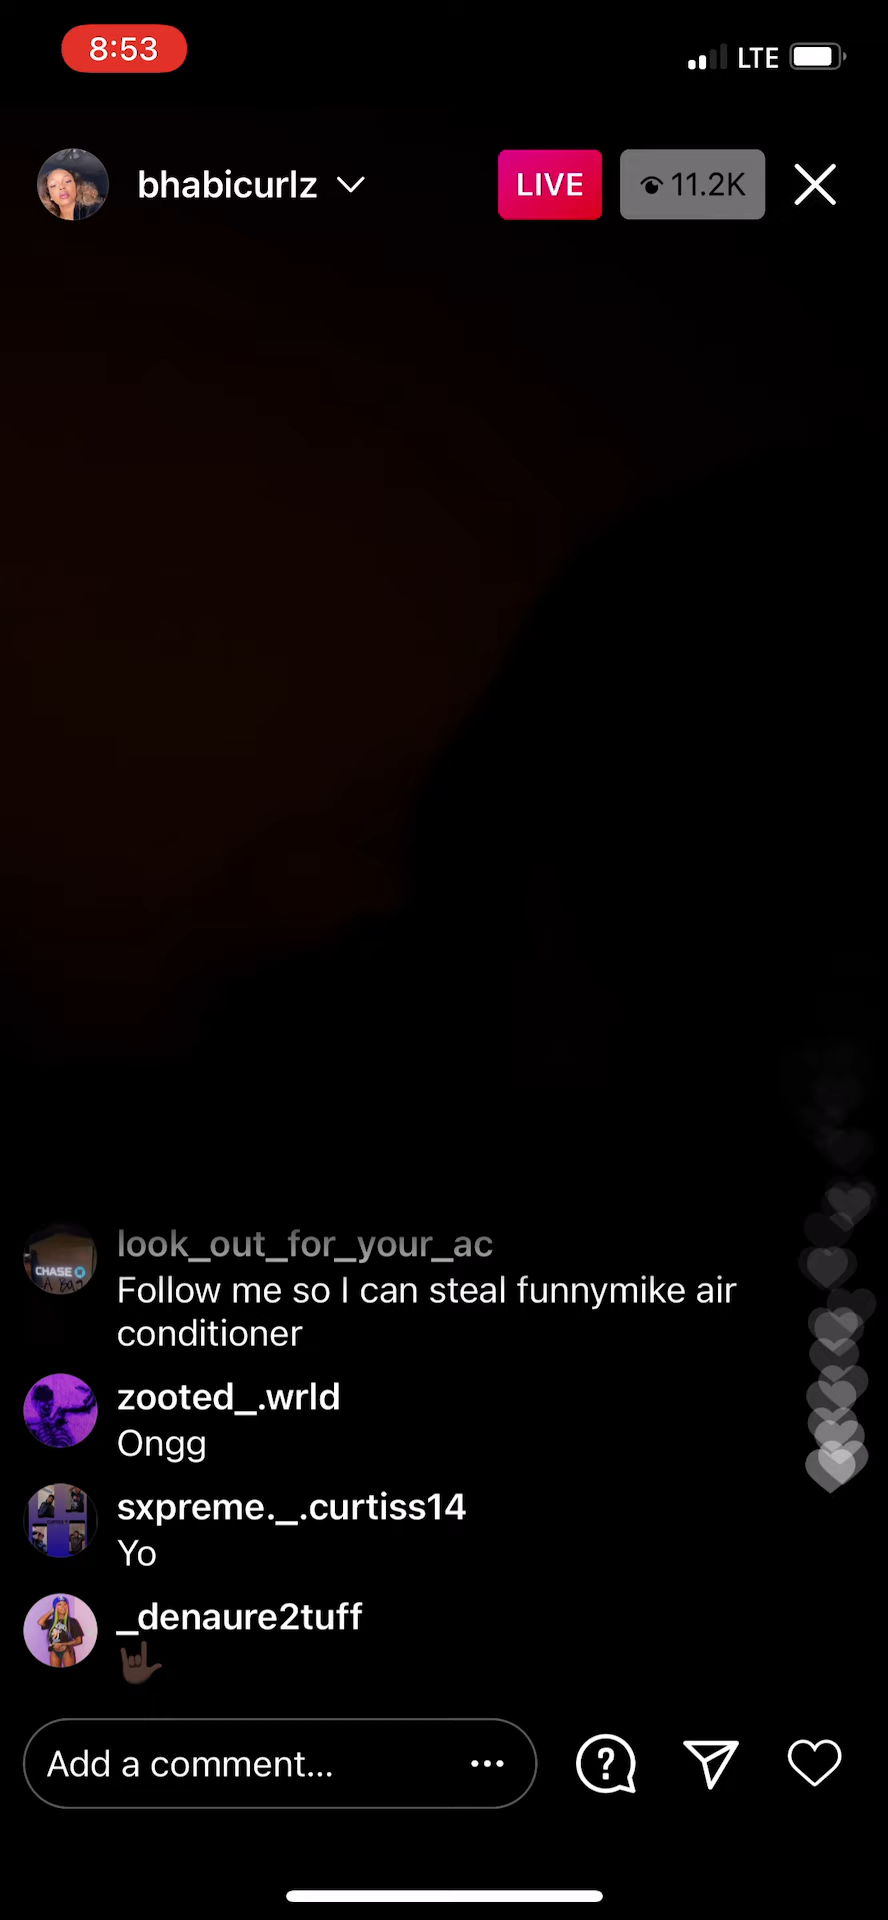 8:53
LTE
bhabicurlz
LIVE
11.2K
look_out_for_your_ac
CHASE
Follow me so I can steal funnymike air
conditioner
zooted_.wrld
Ongg
sxpreme._.curtiss14
Yo
_denaure2tuff
🤟🏿
Add a comment...